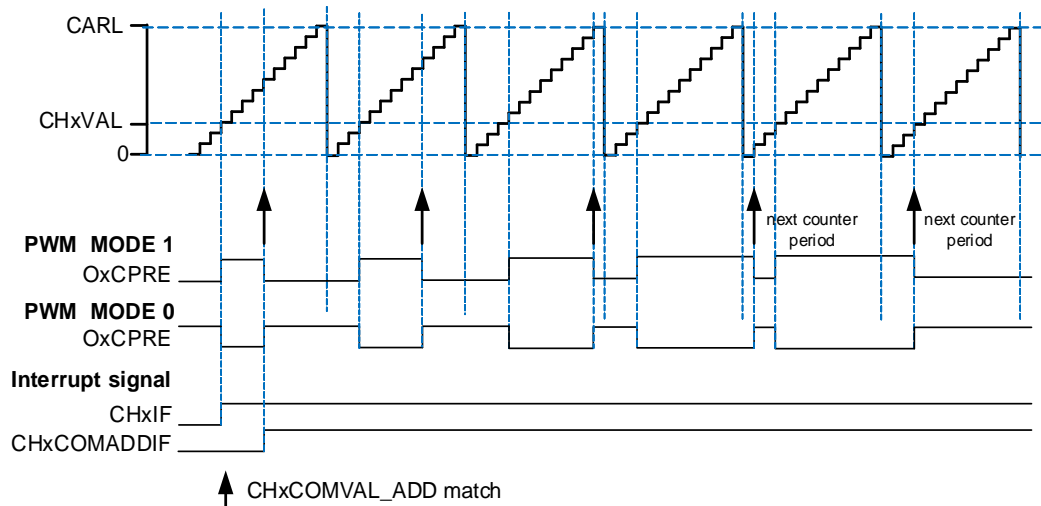 CARL
CHxVAL
0
next counter
period
next counter
period
PWM MODE 1
OxCPRE
PWM MODE 0
OxCPRE
Interrupt signal
CHxIF
CHxCOMADDIF
CHxCOMVAL_ADD match